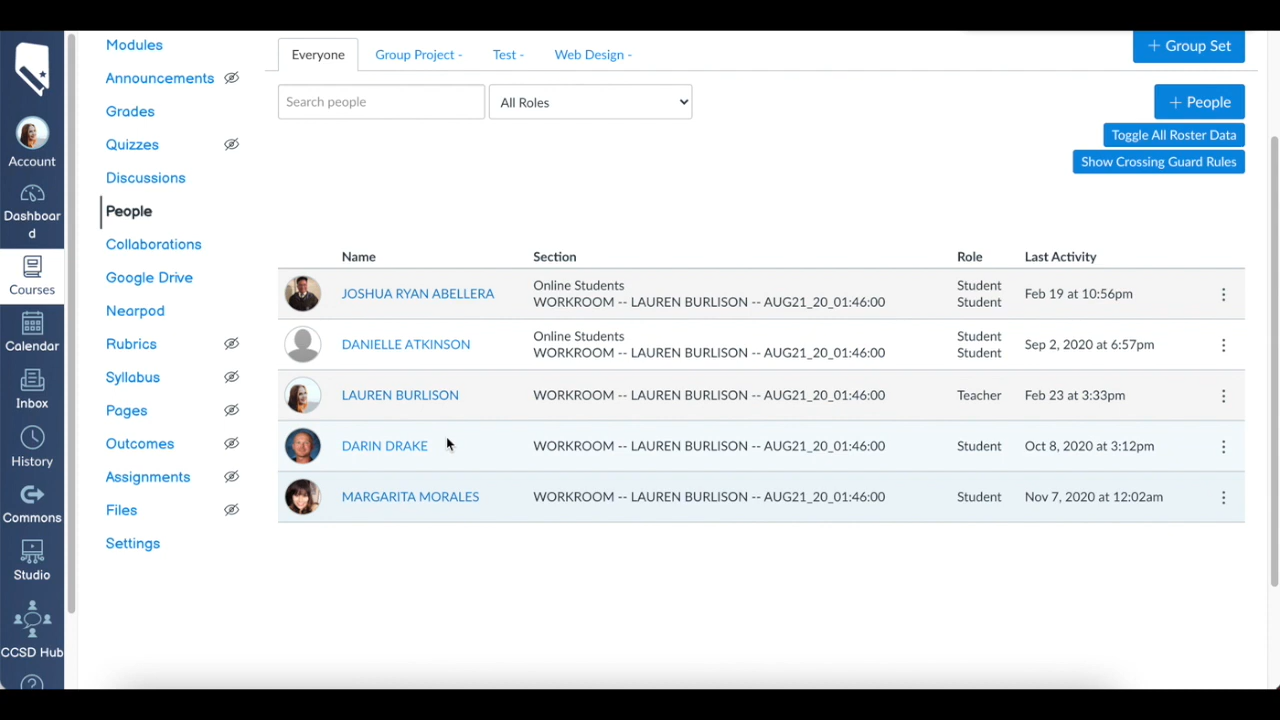 Account
Dashboar
d
Courses
Calendar
Inbox
History
Commons
Studio
CCSD Hub
Modules
Announcements
Grades
Quizzes
Discussions
People
Collaborations
Google Drive
Nearpod
Rubrics
Syllabus
Pages
Outcomes
Assignments
Files
Settings
Everyone Group Project - Test - Web Design -
+ Group Set
Search people All Roles
+ People
Toggle All Roster Data
Show Crossing Guard Rules
Name Section Role Last Activity
JOSHUA RYAN ABELLERA Online Students Student Feb 19 at 10:56pm
WORKROOM -- LAUREN BURLISON -- AUG21_20_01:46:00 Student
DANIELLE ATKINSON Online Students Student Sep 2, 2020 at 6:57pm
WORKROOM -- LAUREN BURLISON -- AUG21_20_01:46:00 Student
LAUREN BURLISON WORKROOM -- LAUREN BURLISON -- AUG21_20_01:46:00 Teacher Feb 23 at 3:33pm
DARIN DRAKE WORKROOM -- LAUREN BURLISON -- AUG21_20_01:46:00 Student Oct 8, 2020 at 3:12pm
MARGARITA MORALES WORKROOM -- LAUREN BURLISON -- AUG21_20_01:46:00 Student Nov 7, 2020 at 12:02am